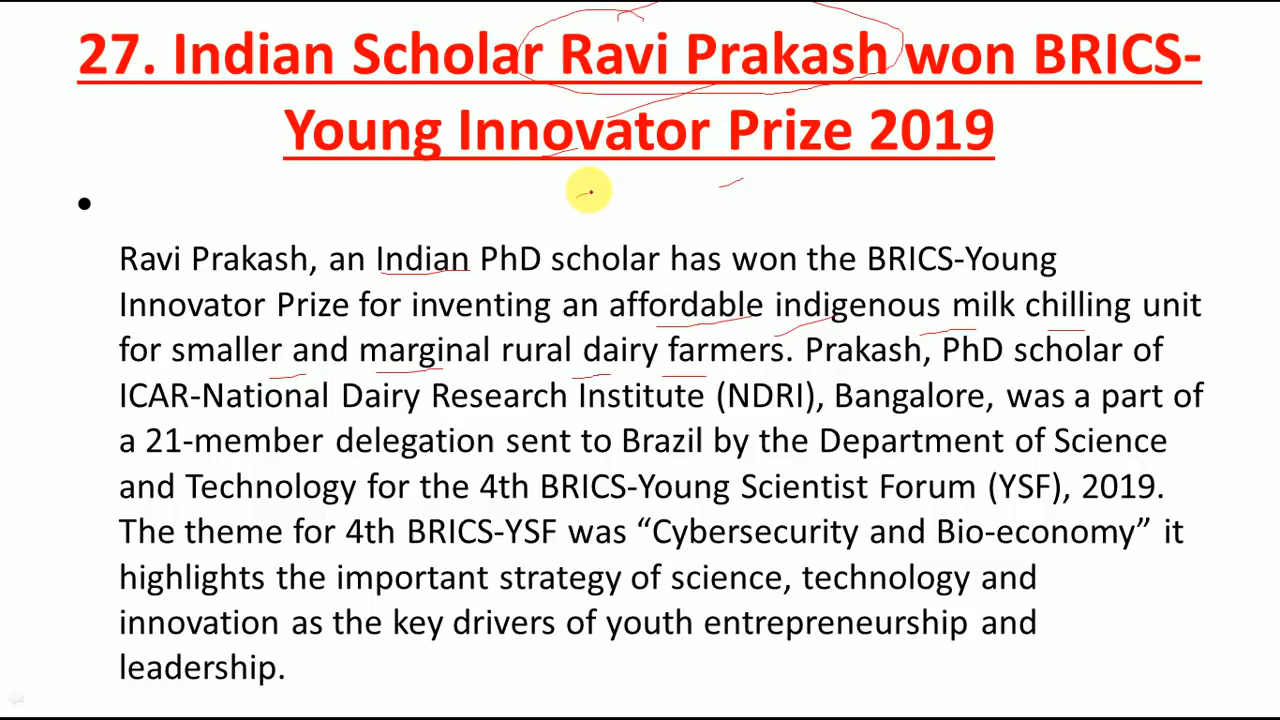 27. Indian Scholar Ravi Prakash won BRICS-
Young Innovator Prize 2019
•
Ravi Prakash, an Indian PhD scholar has won the BRICS-Young
Innovator Prize for inventing an affordable indigenous milk chilling unit
for smaller and marginal rural dairy farmers. Prakash, PhD scholar of
ICAR-National Dairy Research Institute (NDRI), Bangalore, was a part of
a 21-member delegation sent to Brazil by the Department of Science
and Technology for the 4th BRICS-Young Scientist Forum (YSF), 2019.
The theme for 4th BRICS-YSF was “Cybersecurity and Bio-economy” it
highlights the important strategy of science, technology and
innovation as the key drivers of youth entrepreneurship and
leadership.